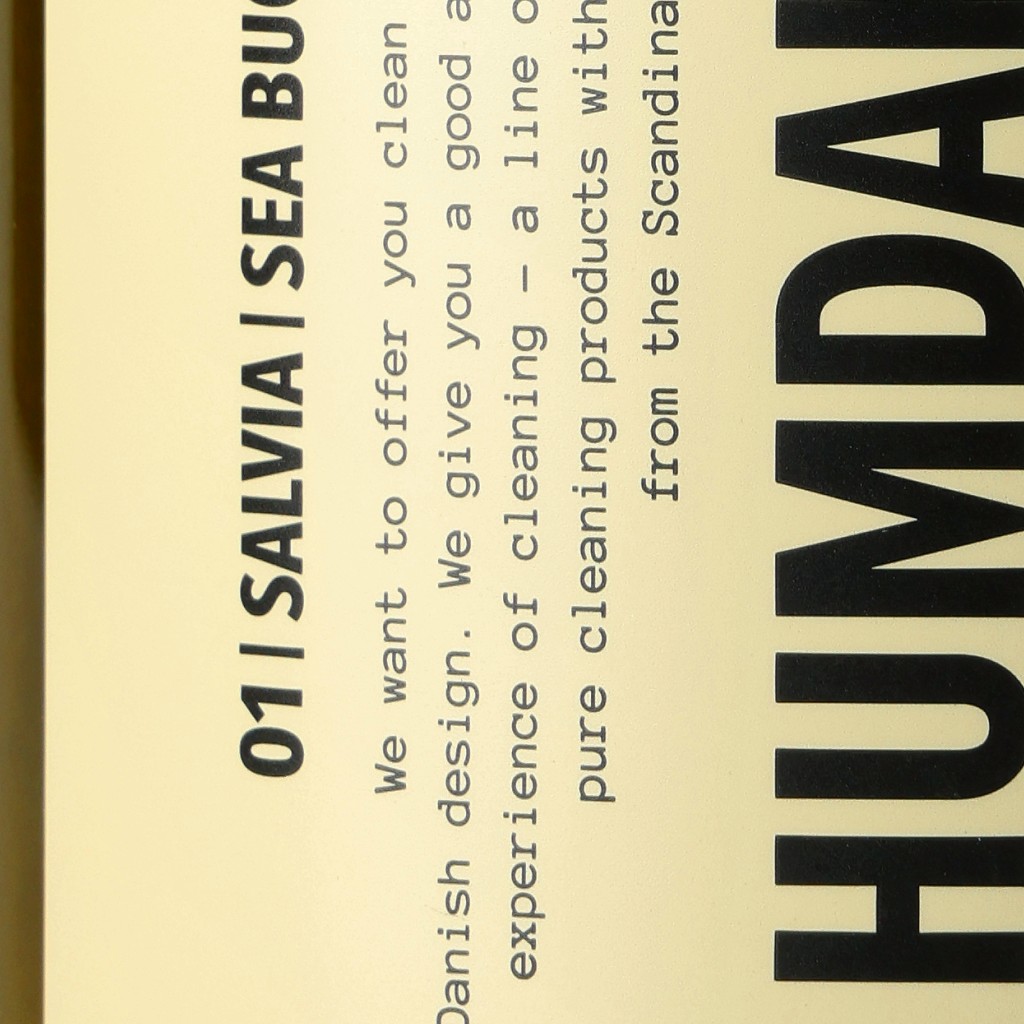 01 | SALVIA | SEA BUC
We want to offer you clean
Danish design. We give you a good a
experience of cleaning – a line o
pure cleaning products with
from the Scandina
HUMDA